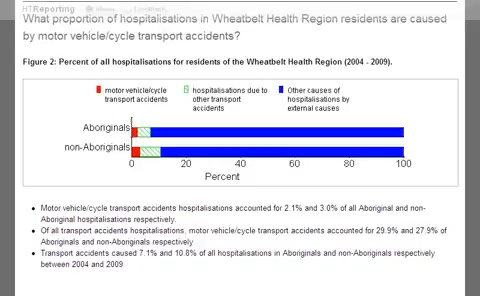 HTReporting
What proportion of hospitalisations in Wheatbelt Health Region residents are caused
by motor vehicle/cycle transport accidents?
Figure 2: Percent of all hospitalisations for residents of the Wheatbelt Health Region (2004 - 2009).
motor vehicle/cycle transport accidents
hospitalisations due to other transport accidents
Other causes of hospitalisations by external causes
Aboriginals
non-Aboriginals
0 20 40 60 80 100
Percent
Motor vehicle/cycle transport accidents hospitalisations accounted for 2.1% and 3.0% of all Aboriginal and non-
Aboriginal hospitalisations respectively.
Of all transport accidents hospitalisations, motor vehicle/cycle transport accidents accounted for 29.9% and 27.9% of
Aboriginals and non-Aboriginals respectively
Transport accidents caused 7.1% and 10.8% of all hospitalisations in Aboriginals and non-Aboriginals respectively
between 2004 and 2009